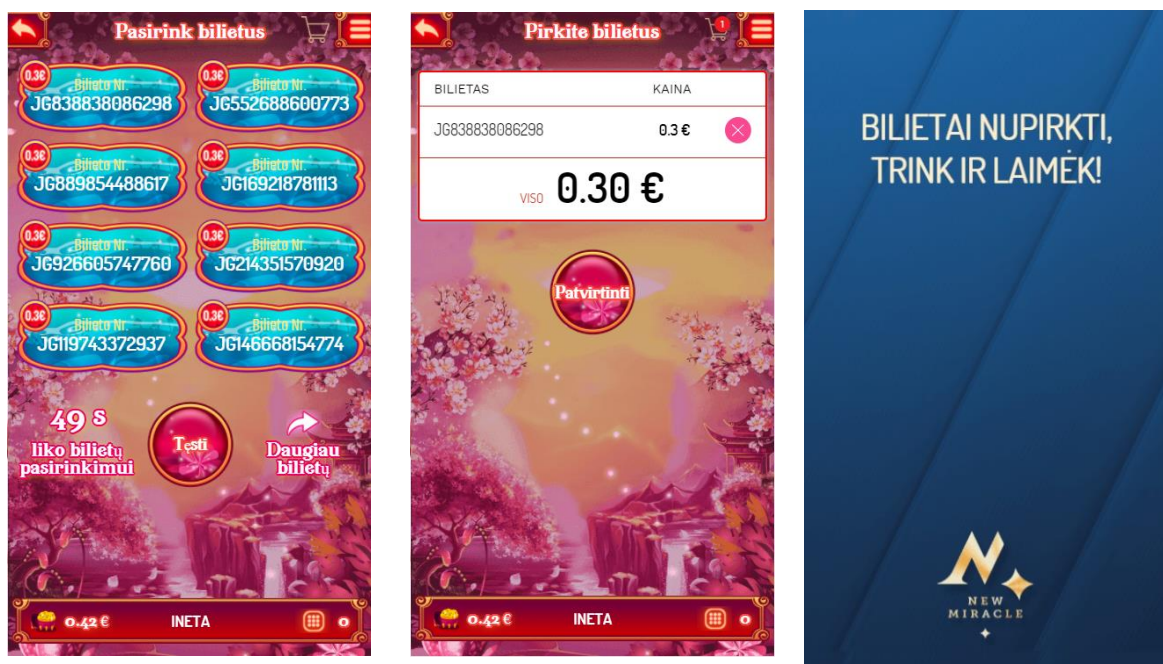 Pasirink bilietus
0.3€
Bilieto Nr.
JG838838086298
0.3€
Bilieto Nr.
JG552688600773
0.3€
Bilieto Nr.
JG889854488617
0.3€
Bilieto Nr.
JG169218781113
0.3€
Bilieto Nr.
JG926605747760
0.3€
Bilieto Nr.
JG214351570920
0.3€
Bilieto Nr.
JG119743372937
0.3€
Bilieto Nr.
JG146668154774
49 s
liko bilietų
pasirinkimui
Tęsti
Daugiau
bilietų
0.42 €
INETA
0
Pirkite bilietus
1
BILIETAS KAINA
JG838838086298 0.3 €
VISO 0.30 €
Patvirtinti
0.42 €
INETA
0
BILIETAI NUPIRKTI,
TRINK IR LAIMĖK!
N
NEW
MIRACLE